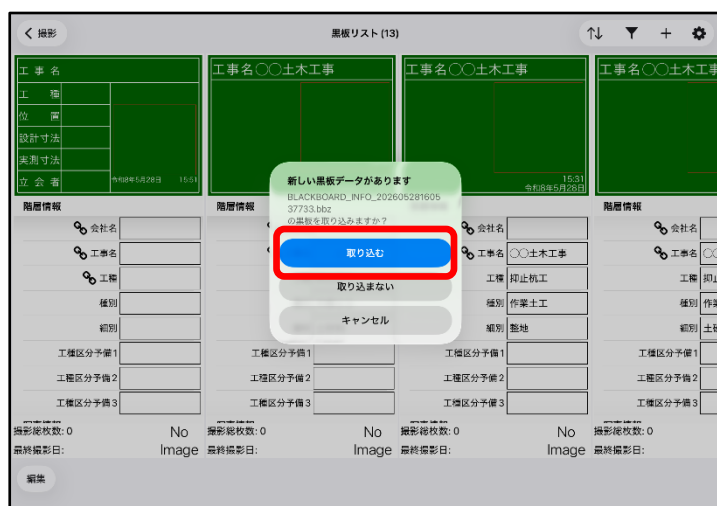 撮影
黒板リスト (13)
工 事 名
工 種
位 置
設計寸法
実測寸法
立 会 者
令和8年5月28日 15:51
工事名〇〇土木工事
工事名〇〇土木工事
15:31
令和8年5月28日
工事名〇〇土木工
新しい黒板データがあります
BLACKBOARD_INFO_202605281605
37733.bbz
の黒板を取り込みますか？
取り込む
取り込まない
キャンセル
階層情報
会社名
工事名
工種
種別
細別
工種区分予備1
工種区分予備2
工種区分予備3
撮影総枚数: 0
最終撮影日:
No
Image
階層情報
工種区分予備1
工種区分予備2
工種区分予備3
撮影総枚数: 0
最終撮影日:
No
Image
会社名
工事名 〇〇土木工事
工種 抑止杭工
種別 作業土工
細別 整地
工種区分予備1
工種区分予備2
工種区分予備3
撮影総枚数: 0
最終撮影日:
No
Image
階層情報
会社名
工事名
工種
種別
細別
工種区分予備1
工種区分予備2
工種区分予備3
撮影総枚数: 0
最終撮影日:
編集